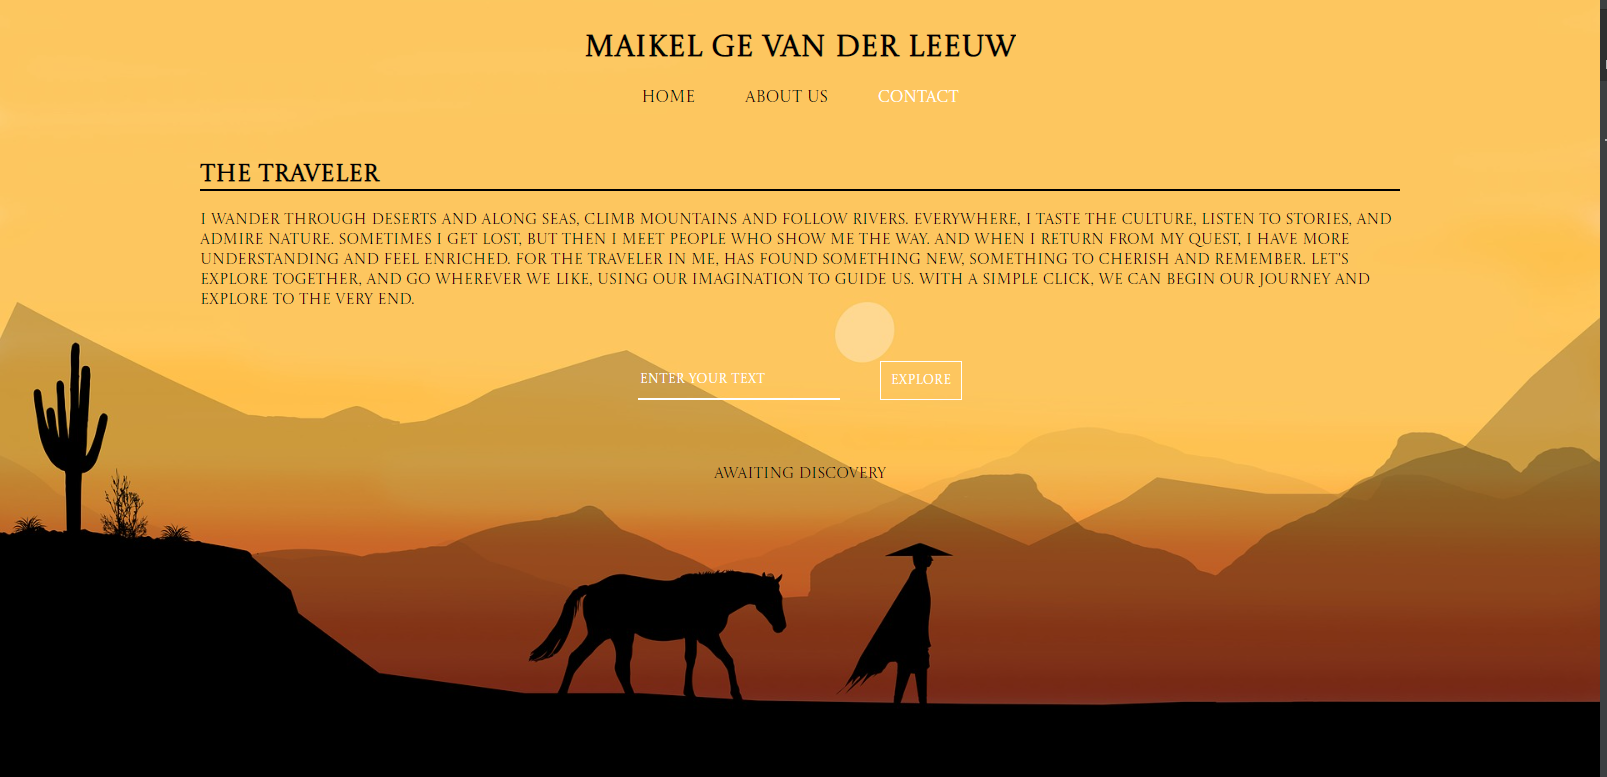 MAIKEL GE VAN DER LEEUW
HOME ABOUT US CONTACT
THE TRAVELER
I WANDER THROUGH DESERTS AND ALONG SEAS, CLIMB MOUNTAINS AND FOLLOW RIVERS. EVERYWHERE, I TASTE THE CULTURE, LISTEN TO STORIES, AND
ADMIRE NATURE. SOMETIMES I GET LOST, BUT THEN I MEET PEOPLE WHO SHOW ME THE WAY. AND WHEN I RETURN FROM MY QUEST, I HAVE MORE
UNDERSTANDING AND FEEL ENRICHED. FOR THE TRAVELER IN ME, HAS FOUND SOMETHING NEW, SOMETHING TO CHERISH AND REMEMBER. LET'S
EXPLORE TOGETHER, AND GO WHEREVER WE LIKE, USING OUR IMAGINATION TO GUIDE US. WITH A SIMPLE CLICK, WE CAN BEGIN OUR JOURNEY AND
EXPLORE TO THE VERY END.
ENTER YOUR TEXT EXPLORE
AWAITING DISCOVERY